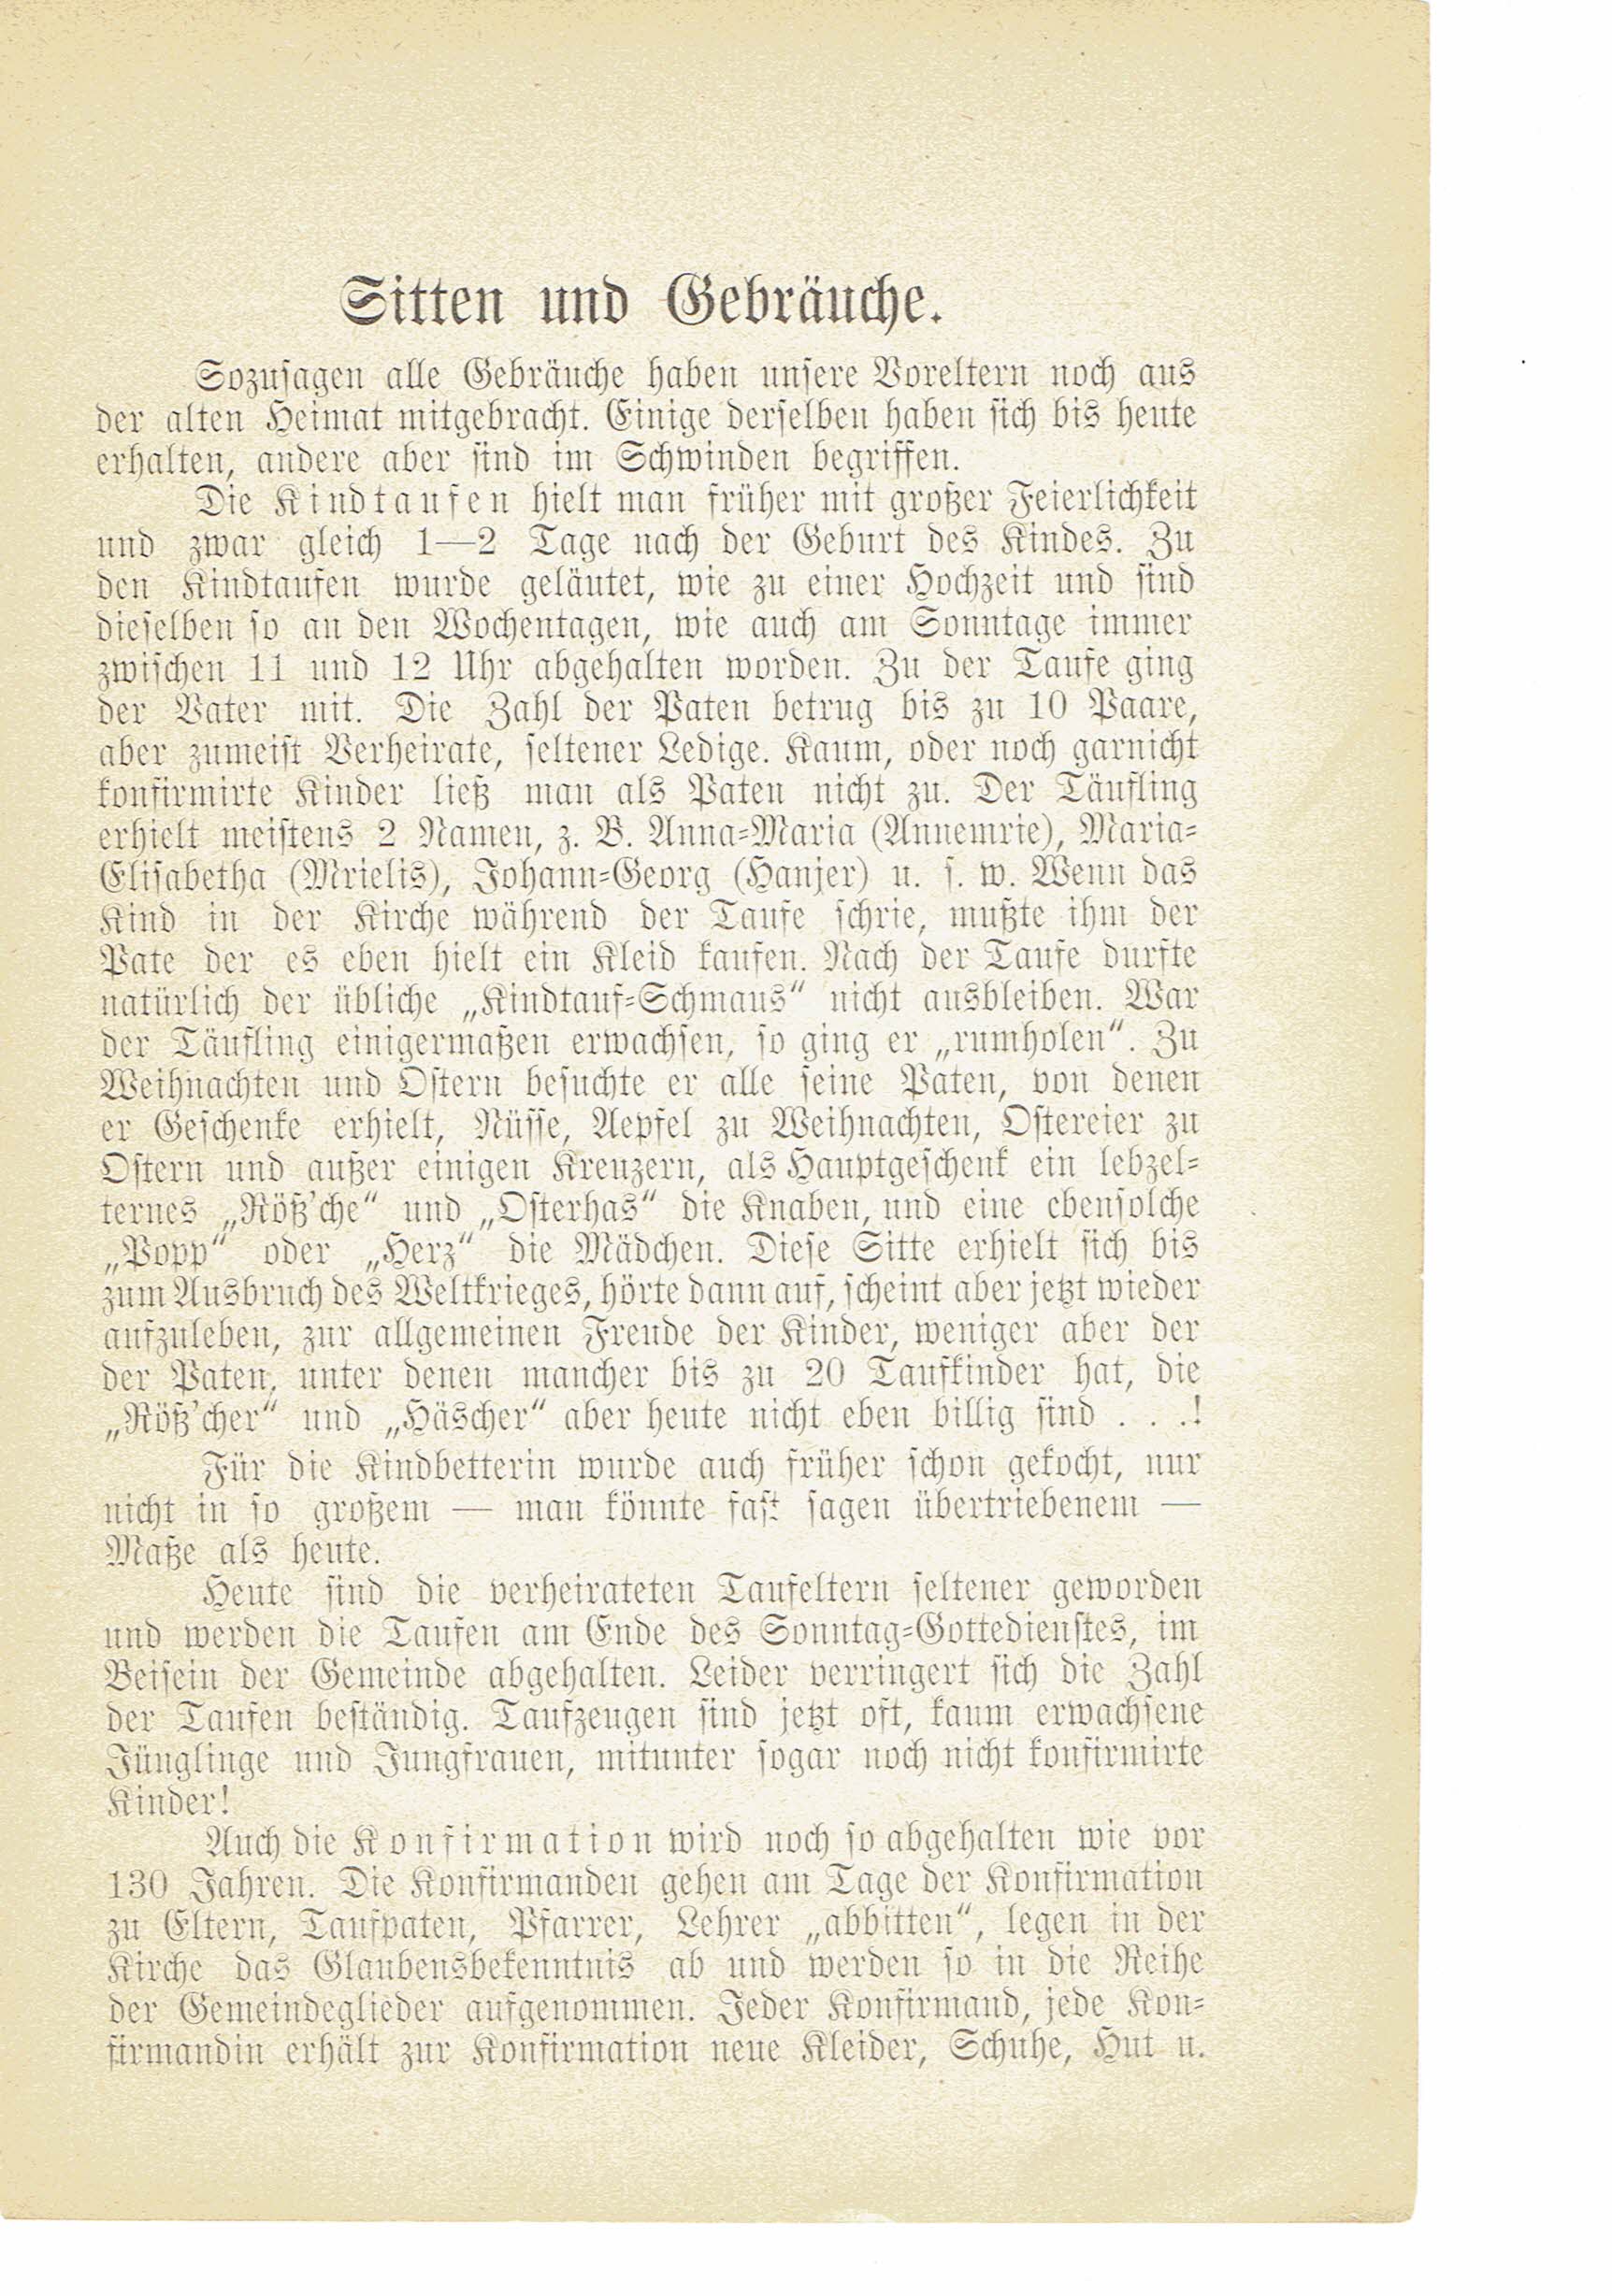 Sitten und Gebräuche.
Sozusagen alle Gebräuche haben unsere Voreltern noch aus
der alten Heimat mitgebracht. Einige derselben haben sich bis heute
erhalten, andere aber sind im Schwinden begriffen.
Die Kindtaufen hielt man früher mit großer Feierlichkeit
und zwar gleich 1—2 Tage nach der Geburt des Kindes. Zu
den Kindtaufen wurde geläutet, wie zu einer Hochzeit und sind
dieselben so an den Wochentagen, wie auch am Sonntage immer
zwischen 11 und 12 Uhr abgehalten worden. Zu der Taufe ging
der Vater mit. Die Zahl der Paten betrug bis zu 10 Paare,
aber zumeist Verheirate, seltener Ledige. Kaum, oder noch garnicht
konfirmirte Kinder ließ man als Paten nicht zu. Der Täufling
erhielt meistens 2 Namen, z. B. Anna-Maria (Annemrie), Maria-
Elisabetha (Mrielis), Johann-Georg (Hanjer) u. s. w. Wenn das
Kind in der Kirche während der Taufe schrie, mußte ihm der
Pate der es eben hielt ein Kleid kaufen. Nach der Taufe durfte
natürlich der übliche „Kindtauf-Schmaus“ nicht ausbleiben. War
der Täufling einigermaßen erwachsen, so ging er „rumholen“. Zu
Weihnachten und Ostern besuchte er alle seine Paten, von denen
er Geschenke erhielt, Nüsse, Aepfel zu Weihnachten, Ostereier zu
Ostern und außer einigen Kreuzern, als Hauptgeschenk ein lebzel-
ternes „Röß’che“ und „Osterhas“ die Knaben, und eine ebensolche
„Popp“ oder „Herz“ die Mädchen. Diese Sitte erhielt sich bis
zum Ausbruch des Weltkrieges, hörte dann auf, scheint aber jetzt wieder
aufzuleben, zur allgemeinen Freude der Kinder, weniger aber der
der Paten, unter denen mancher bis zu 20 Taufkinder hat, die
„Röß’cher“ und „Häscher“ aber heute nicht eben billig sind . . .!
Für die Kindbetterin wurde auch früher schon gekocht, nur
nicht in so großem — man könnte fast sagen übertriebenem —
Maße als heute.
Heute sind die verheirateten Taufeltern seltener geworden
und werden die Taufen am Ende des Sonntag-Gottedienstes, im
Beisein der Gemeinde abgehalten. Leider verringert sich die Zahl
der Taufen beständig. Taufzeugen sind jetzt oft, kaum erwachsene
Jünglinge und Jungfrauen, mitunter sogar noch nicht konfirmirte
Kinder!
Auch die Konfirmation wird noch so abgehalten wie vor
130 Jahren. Die Konfirmanden gehen am Tage der Konfirmation
zu Eltern, Taufpaten, Pfarrer, Lehrer „abbitten“, legen in der
Kirche das Glaubensbekenntnis ab und werden so in die Reihe
der Gemeindeglieder aufgenommen. Jeder Konfirmand, jede Kon-
firmandin erhält zur Konfirmation neue Kleider, Schuhe, Hut u.